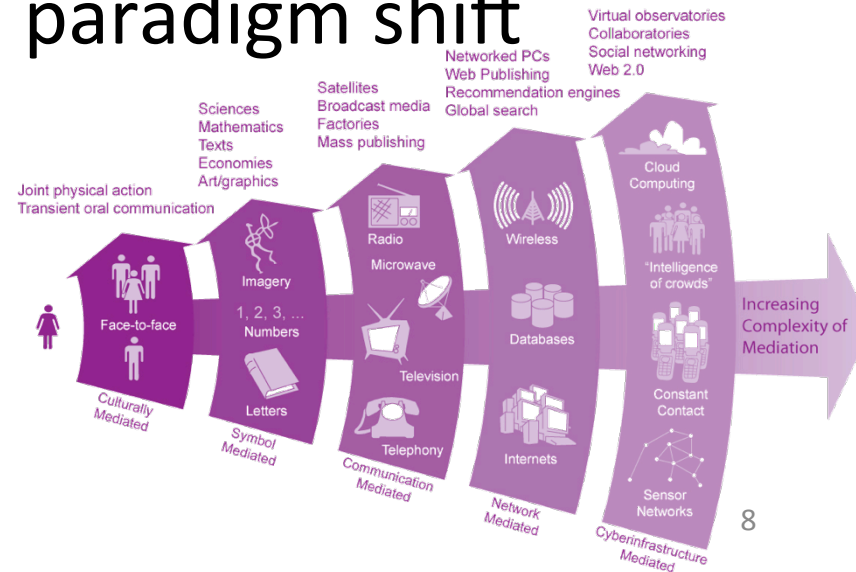 paradigm shift
Joint physical action
Transient oral communication
Face-to-face
Culturally
Mediated
Sciences
Mathematics
Texts
Economies
Art/graphics
Imagery
1, 2, 3, ...
Numbers
Letters
Symbol
Mediated
Satellites
Broadcast media
Factories
Mass publishing
Radio
Microwave
8
Television
Telephony
Communication
Mediated
Networked PCs
Web Publishing
Recommendation engines
Global search
Wireless
Databases
Internets
Network
Mediated
Virtual observatories
Collaboratories
Social networking
Web 2.0
Cloud
Computing
"Intelligence
of crowds"
Constant
Contact
Sensor
Networks
Cyberinfrastructure
Mediated
Increasing
Complexity of
Mediation
8